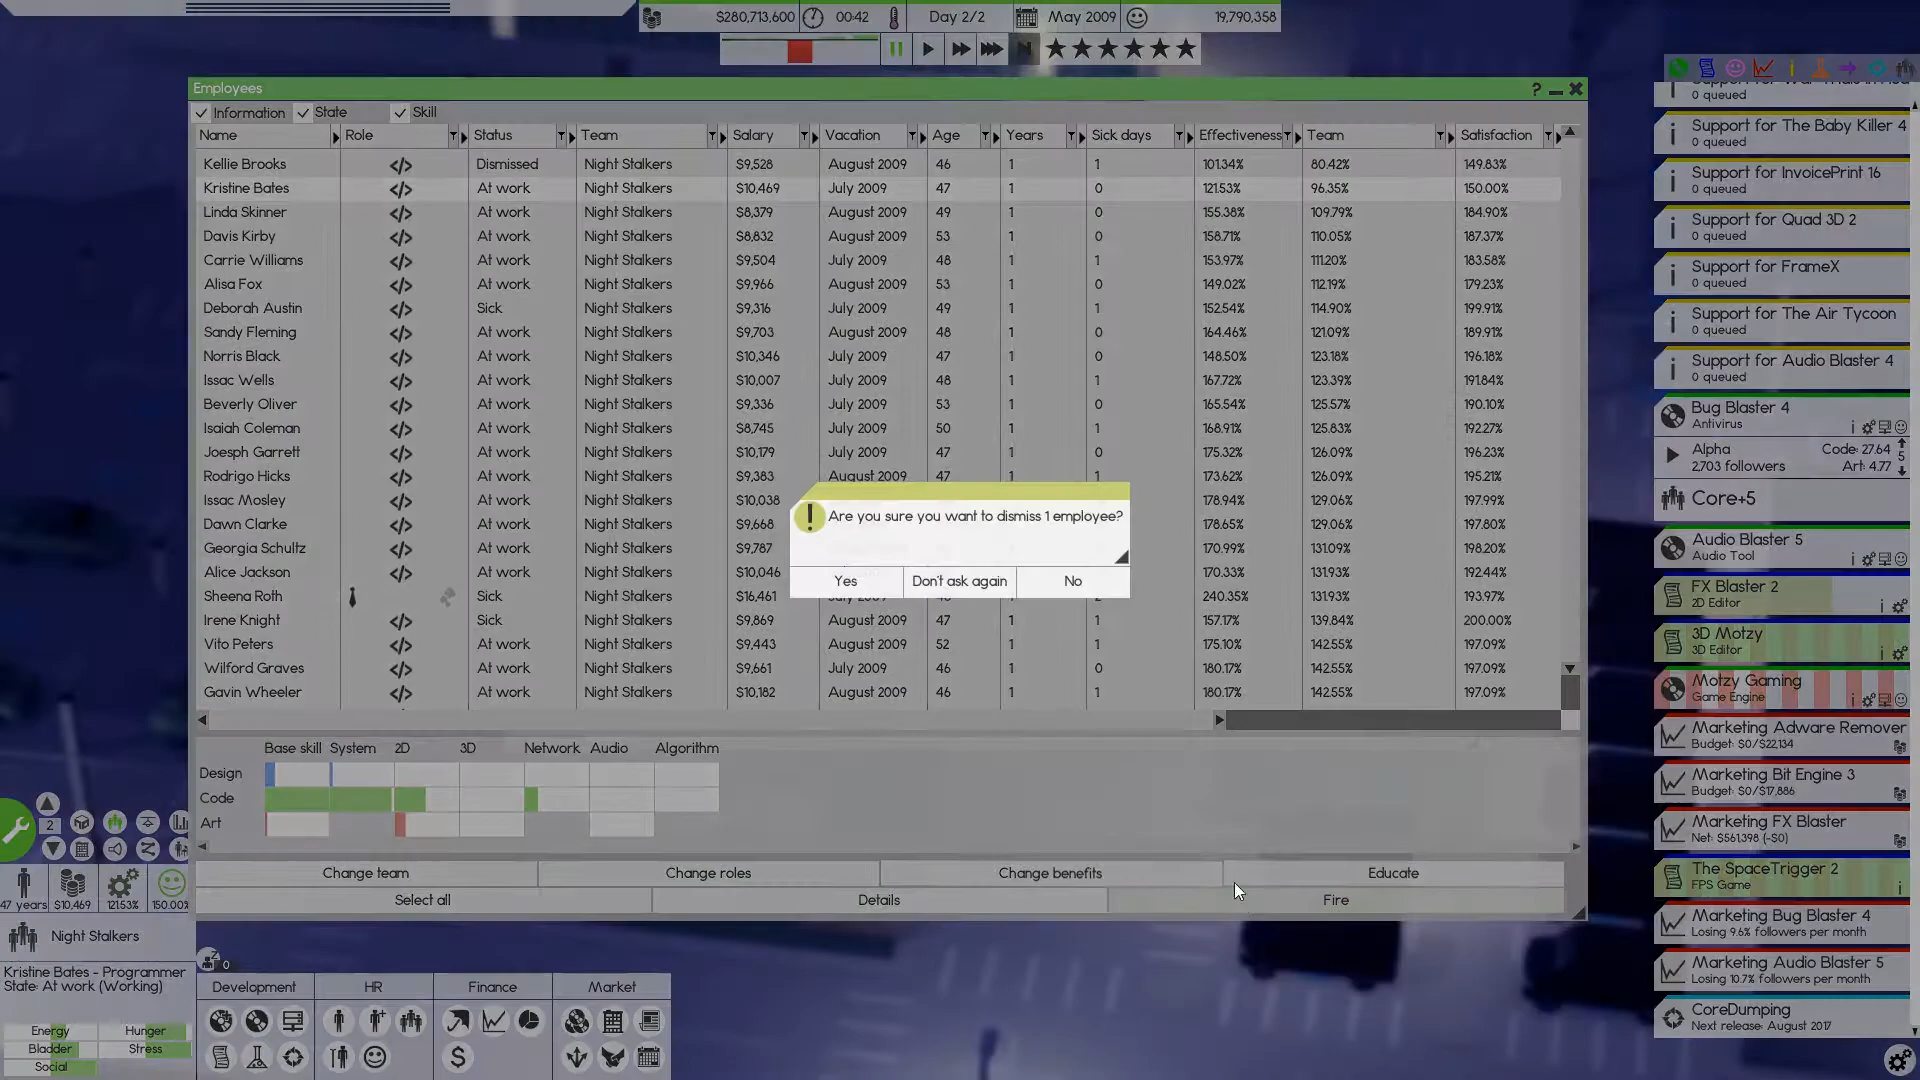 $280,713,600 00:42 Day 2/2 May 2009 19,790,358
Employees ?
Information State Skill
Name Role Status Team Salary Vacation Age Years Sick days Effectiveness Team Satisfaction
Kellie Brooks </> Dismissed Night Stalkers $9,528 August 2009 46 1 1 101.34% 80.42% 149.83%
Kristine Bates </> At work Night Stalkers $10,469 July 2009 47 1 0 121.53% 96.35% 150.00%
Linda Skinner </> At work Night Stalkers $8,379 August 2009 49 1 0 155.38% 109.79% 184.90%
Davis Kirby </> At work Night Stalkers $8,832 August 2009 53 1 0 158.71% 110.05% 187.37%
Carrie Williams </> At work Night Stalkers $9,504 July 2009 48 1 1 153.97% 111.20% 183.58%
Alisa Fox </> At work Night Stalkers $9,966 August 2009 53 1 0 149.02% 112.19% 179.23%
Deborah Austin </> Sick Night Stalkers $9,316 July 2009 49 1 1 152.54% 114.90% 199.91%
Sandy Fleming </> At work Night Stalkers $9,703 August 2009 48 1 0 164.46% 121.09% 189.91%
Norris Black </> At work Night Stalkers $10,346 July 2009 47 1 0 148.50% 123.18% 196.18%
Issac Wells </> At work Night Stalkers $10,007 July 2009 48 1 1 167.72% 123.39% 191.84%
Beverly Oliver </> At work Night Stalkers $9,336 July 2009 53 1 0 165.54% 125.57% 190.10%
Isaiah Coleman </> At work Night Stalkers $8,745 July 2009 50 1 1 168.91% 125.83% 192.27%
Joesph Garrett </> At work Night Stalkers $10,179 July 2009 47 1 0 175.32% 126.09% 196.23%
Rodrigo Hicks </> At work Night Stalkers $9,383 August 2009 47 1 1 173.62% 126.09% 195.21%
Issac Mosley </> At work Night Stalkers $10,038 178.94% 129.06% 197.99%
Dawn Clarke </> At work Night Stalkers $9,668 178.65% 129.06% 197.80%
Georgia Schultz </> At work Night Stalkers $9,787 170.99% 131.09% 198.20%
Alice Jackson </> At work Night Stalkers $10,046 170.33% 131.93% 192.44%
Sheena Roth Sick Night Stalkers $16,461 240.35% 131.93% 193.97%
Irene Knight </> Sick Night Stalkers $9,869 August 2009 47 1 1 157.17% 139.84% 200.00%
Vito Peters </> At work Night Stalkers $9,443 August 2009 52 1 1 175.10% 142.55% 197.09%
Wilford Graves </> At work Night Stalkers $9,661 July 2009 46 1 0 180.17% 142.55% 197.09%
Gavin Wheeler </> At work Night Stalkers $10,182 August 2009 46 1 1 180.17% 142.55% 197.09%
! Are you sure you want to dismiss 1 employee?
Yes Don't ask again No
Base skill System 2D 3D Network Audio Algorithm
Design
Code
Art
Change team Change roles Change benefits Educate
Select all Details Fire
2
47 years $10,469 121.53% 150.00%
Night Stalkers
Kristine Bates - Programmer
State: At work (Working)
Energy Hunger
Bladder Stress
Social
z 0
Development HR Finance Market
0 queued
Support for The Baby Killer 4
0 queued
Support for InvoicePrint 16
0 queued
Support for Quad 3D 2
0 queued
Support for FrameX
0 queued
Support for The Air Tycoon
0 queued
Support for Audio Blaster 4
0 queued
Bug Blaster 4
Antivirus
Alpha Code: 27.64
2,703 followers Art: 4.77
5
Core+5
Audio Blaster 5
Audio Tool
FX Blaster 2
2D Editor
3D Motzy
3D Editor
Motzy Gaming
Game Engine
Marketing Adware Remover
Budget: $0/$22,134
Marketing Bit Engine 3
Budget: $0/$17,886
Marketing FX Blaster
Net: $561,398 (-$0)
The SpaceTrigger 2
FPS Game
Marketing Bug Blaster 4
Losing 9.6% followers per month
Marketing Audio Blaster 5
Losing 10.7% followers per month
CoreDumping
Next release: August 2017